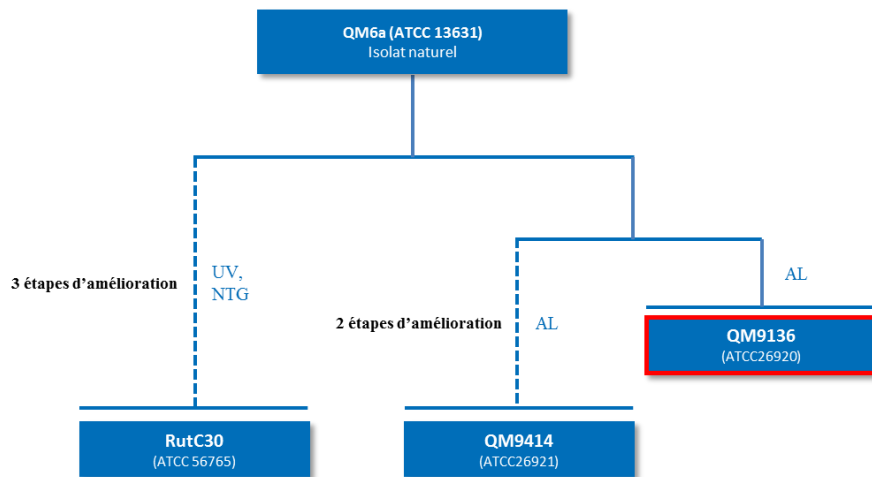 QM6a (ATCC 13631)
Isolat naturel
3 étapes d’amélioration
UV,
NTG
2 étapes d’amélioration
AL
AL
QM9136
(ATCC26920)
RutC30
(ATCC 56765)
QM9414
(ATCC26921)